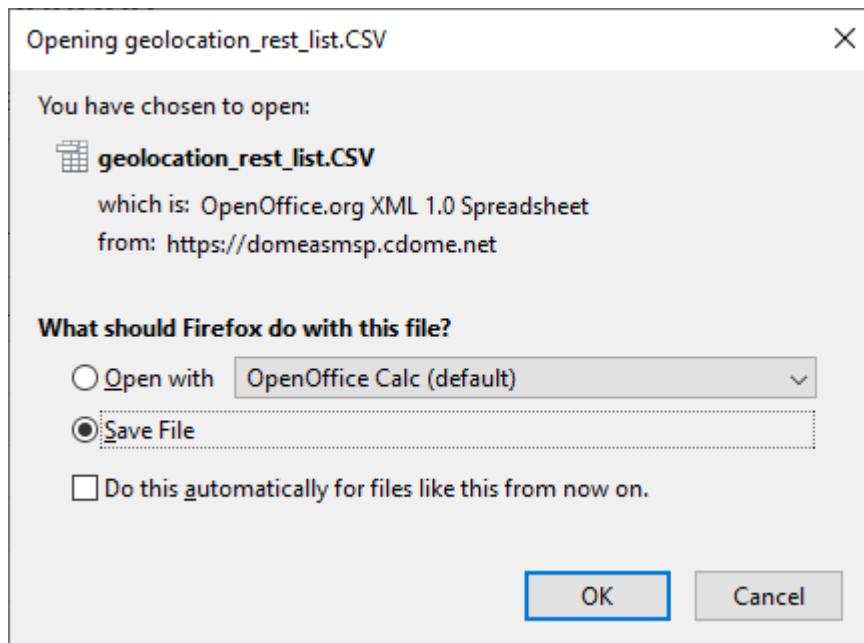 Opening geolocation_rest_list.CSV
You have chosen to open:
geolocation_rest_list.CSV
which is: OpenOffice.org XML 1.0 Spreadsheet
from: https://domeasmsp.cdome.net
What should Firefox do with this file?
Open with OpenOffice Calc (default)
Save File
Do this automatically for files like this from now on.
OK Cancel